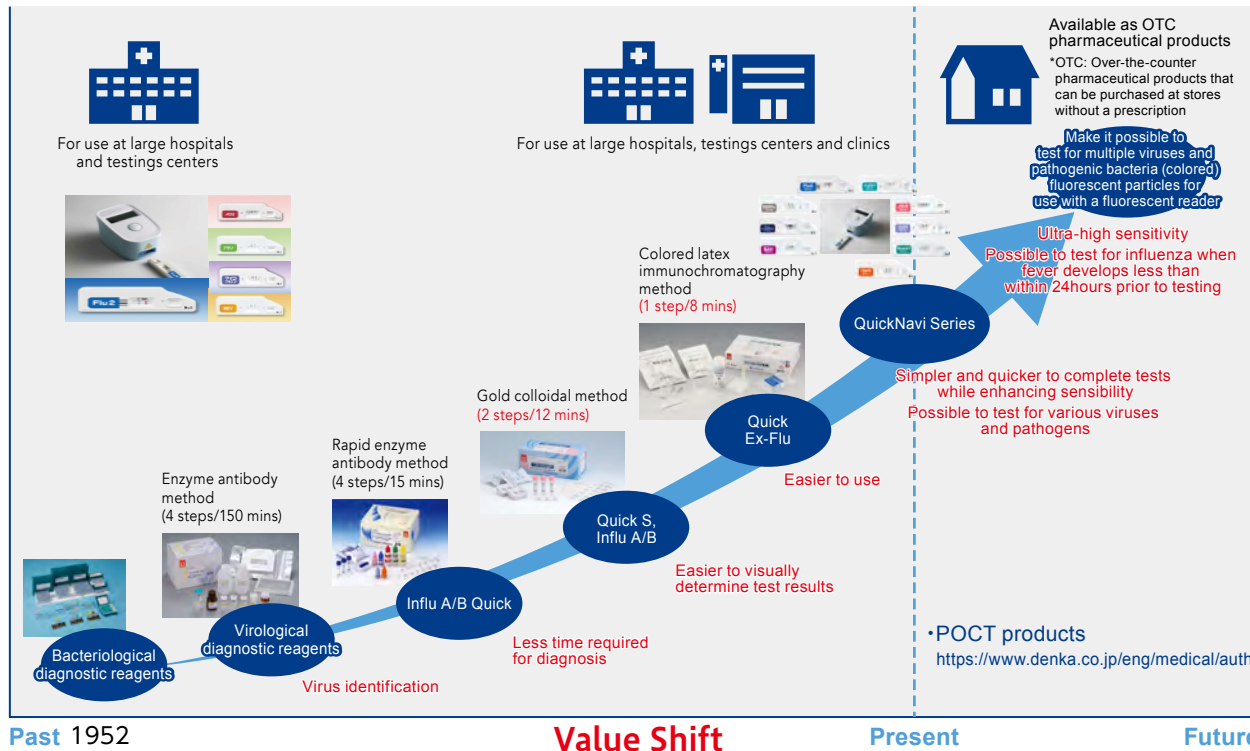 For use at large hospitals
and testings centers
For use at large hospitals, testings centers and clinics
Available as OTC
pharmaceutical products
*OTC: Over-the-counter
pharmaceutical products that
can be purchased at stores
without a prescription
Make it possible to
test for multiple viruses and
pathogenic bacteria (colored)
fluorescent particles for
use with a fluorescent reader
Ultra-high sensitivity
Possible to test for influenza when
fever develops less than
within 24hours prior to testing
Flu 2
Colored latex
immunochromatography
method
(1 step/8 mins)
QuickNavi Series
Simpler and quicker to complete tests
while enhancing sensibility
Possible to test for various viruses
and pathogens
Gold colloidal method
(2 steps/12 mins)
Quick
Ex-Flu
Easier to use
Rapid enzyme
antibody method
(4 steps/15 mins)
Enzyme antibody
method
(4 steps/150 mins)
Quick S,
Influ A/B
Easier to visually
determine test results
Influ A/B Quick
Less time required
for diagnosis
Virological
diagnostic reagents
Virus identification
Bacteriological
diagnostic reagents
・POCT products
https://www.denka.co.jp/eng/medical/auth
Past 1952
Value Shift
Present
Future